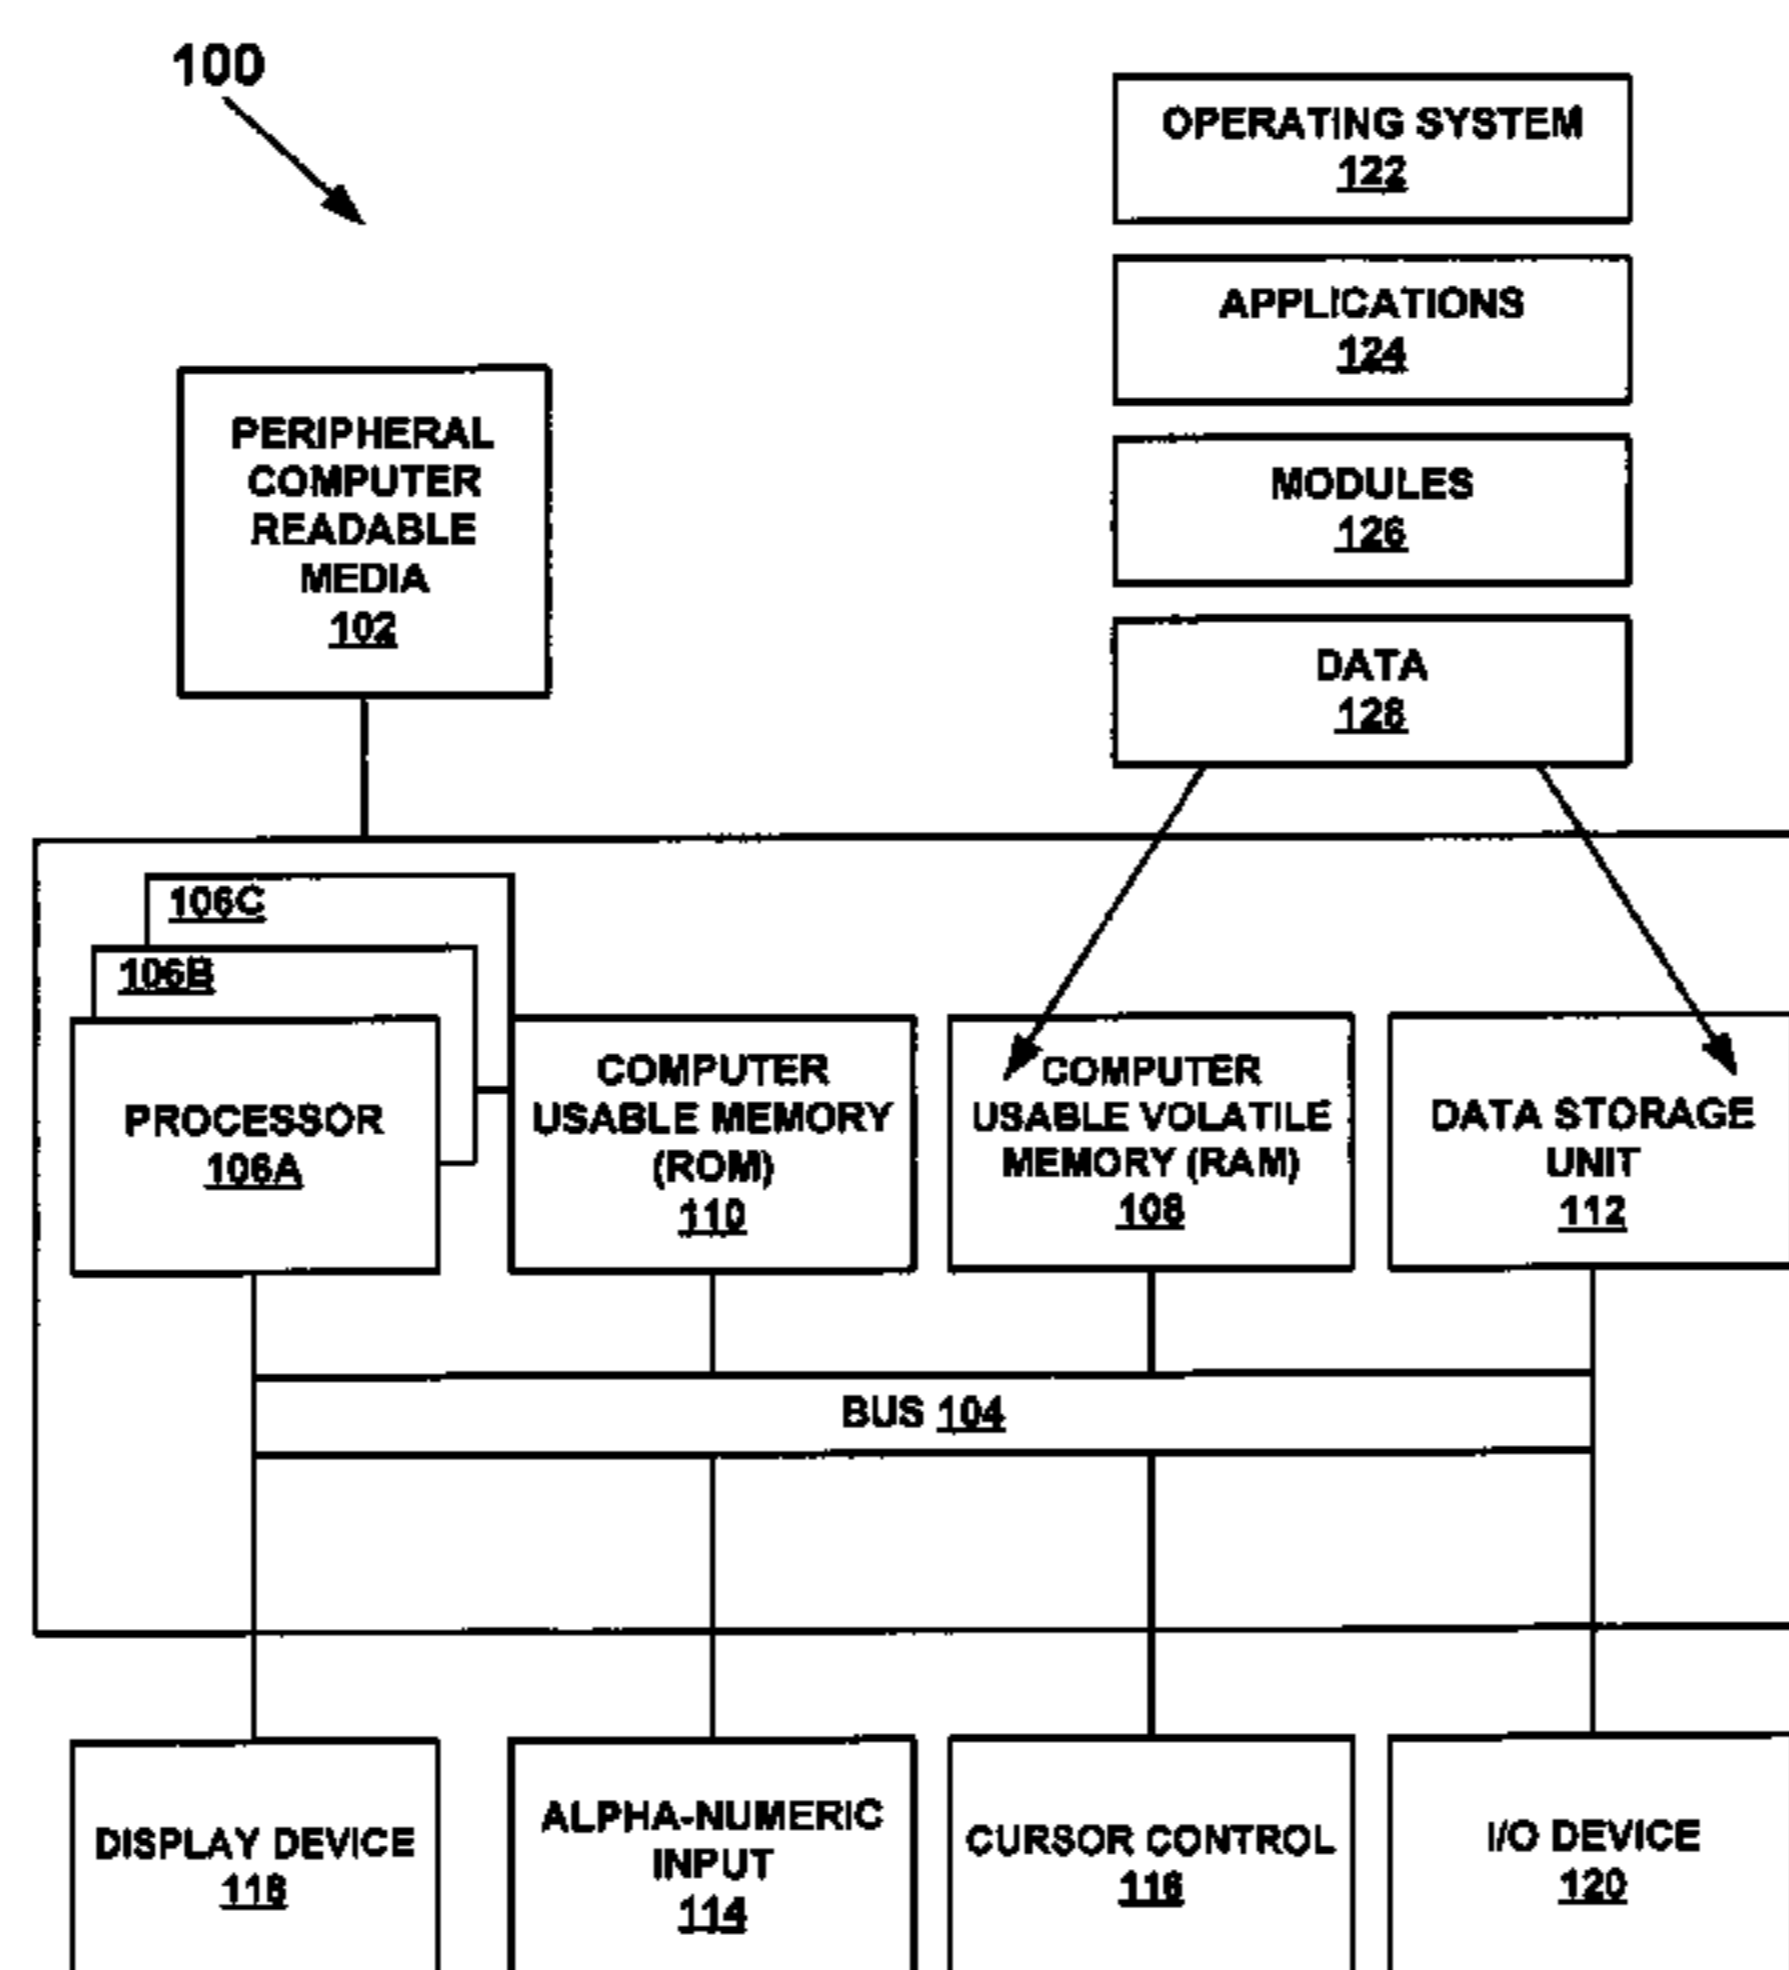 100
OPERATING SYSTEM
122
APPLICATIONS
124
MODULES
126
DATA
128
PERIPHERAL
COMPUTER
READABLE
MEDIA
102
106C
106B
PROCESSOR
106A
COMPUTER
USABLE MEMORY
(ROM)
110
COMPUTER
USABLE VOLATILE
MEMORY (RAM)
108
DATA STORAGE
UNIT
112
BUS 104
DISPLAY DEVICE
118
ALPHA-NUMERIC
INPUT
114
CURSOR CONTROL
116
I/O DEVICE
120